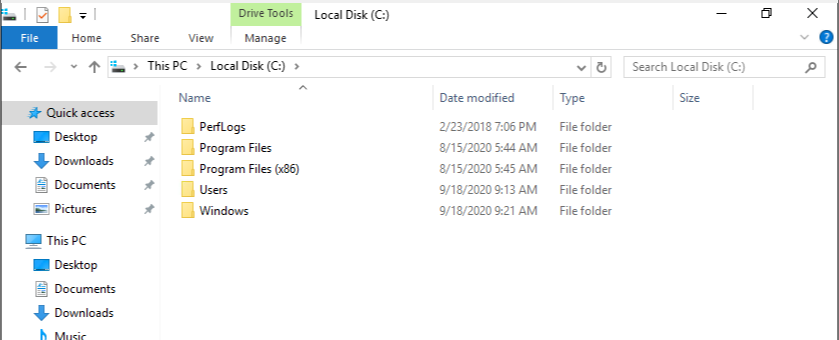 Drive Tools Local Disk (C:)
File Home Share View Manage
This PC Local Disk (C:) Search Local Disk (C:)
Name Date modified Type Size
Quick access
Desktop
Downloads
Documents
Pictures
This PC
Desktop
Documents
Downloads
Music
PerfLogs 2/23/2018 7:06 PM File folder
Program Files 8/15/2020 5:44 AM File folder
Program Files (x86) 8/15/2020 5:45 AM File folder
Users 9/18/2020 9:13 AM File folder
Windows 9/18/2020 9:21 AM File folder